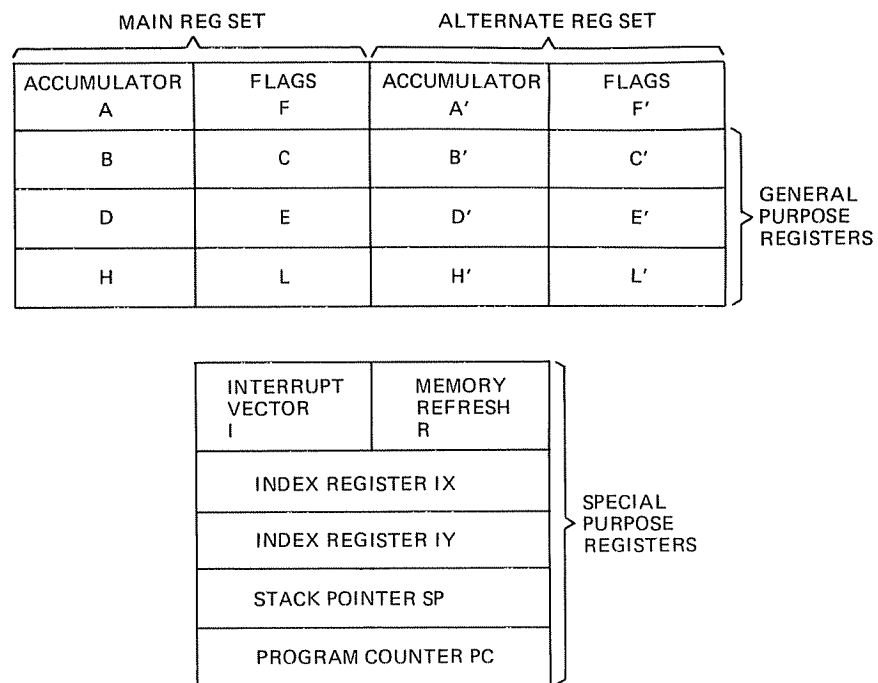 MAIN REG SET ALTERNATE REG SET
ACCUMULATOR FLAGS ACCUMULATOR FLAGS
A F A' F'
B C B' C'
D E D' E'
H L H' L'
GENERAL
PURPOSE
REGISTERS
INTERRUPT MEMORY
VECTOR REFRESH
I R
INDEX REGISTER IX
INDEX REGISTER IY
STACK POINTER SP
PROGRAM COUNTER PC
SPECIAL
PURPOSE
REGISTERS